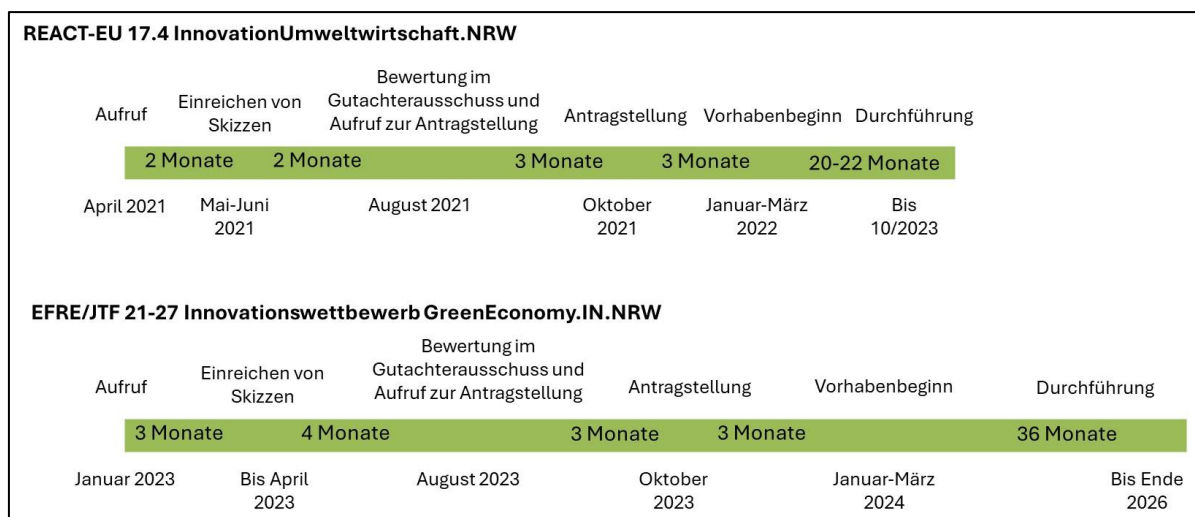 REACT-EU 17.4 InnovationUmweltwirtschaft.NRW
Aufruf
Einreichen von
Skizzen
Bewertung im
Gutachterausschuss und
Aufruf zur Antragstellung
Antragstellung
Vorhabenbeginn
Durchführung
2 Monate
2 Monate
3 Monate
3 Monate
20-22 Monate
April 2021
Mai-Juni
2021
August 2021
Oktober
2021
Januar-März
2022
Bis
10/2023
EFRE/JTF 21-27 Innovationswettbewerb GreenEconomy.IN.NRW
Aufruf
Einreichen von
Skizzen
Bewertung im
Gutachterausschuss und
Aufruf zur Antragstellung
Antragstellung
Vorhabenbeginn
Durchführung
3 Monate
4 Monate
3 Monate
3 Monate
36 Monate
Januar 2023
Bis April
2023
August 2023
Oktober
2023
Januar-März
2024
Bis Ende
2026